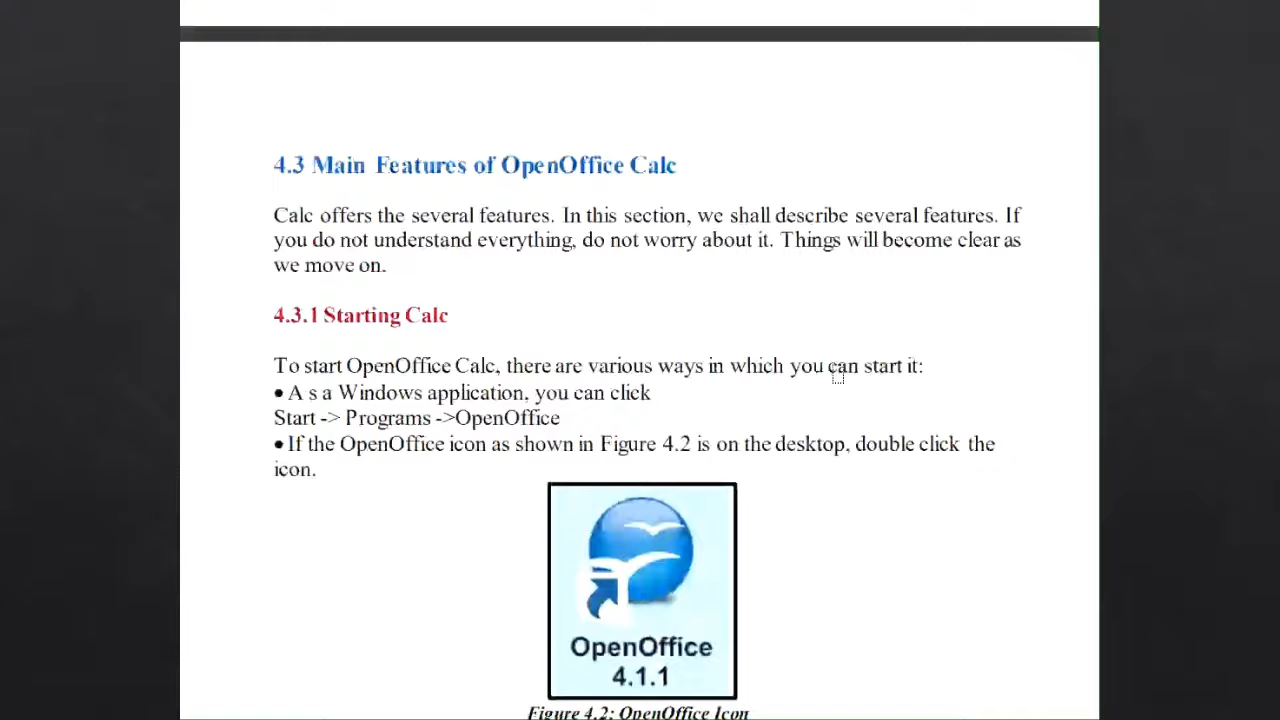 4.3 Main Features of OpenOffice Calc
Calc offers the several features. In this section, we shall describe several features. If
you do not understand everything, do not worry about it. Things will become clear as
we move on.
4.3.1 Starting Calc
To start OpenOffice Calc, there are various ways in which you can start it:
• A s a Windows application, you can click
Start -> Programs ->OpenOffice
• If the OpenOffice icon as shown in Figure 4.2 is on the desktop, double click the
icon.
OpenOffice
4.1.1
Figure 4.2: OpenOffice Icon